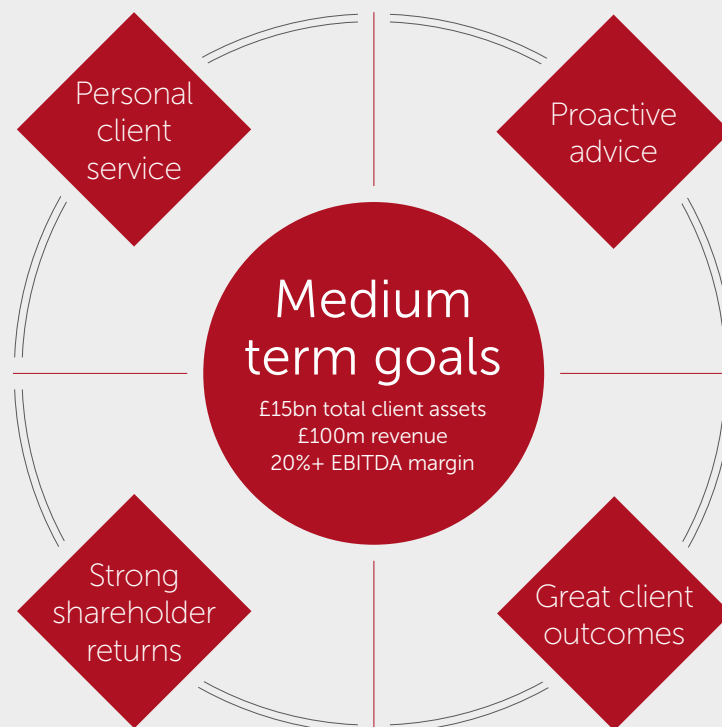 Personal
client
service
Proactive
advice
Medium
term goals
£15bn total client assets
£100m revenue
20%+ EBITDA margin
Strong
shareholder
returns
Great client
outcomes